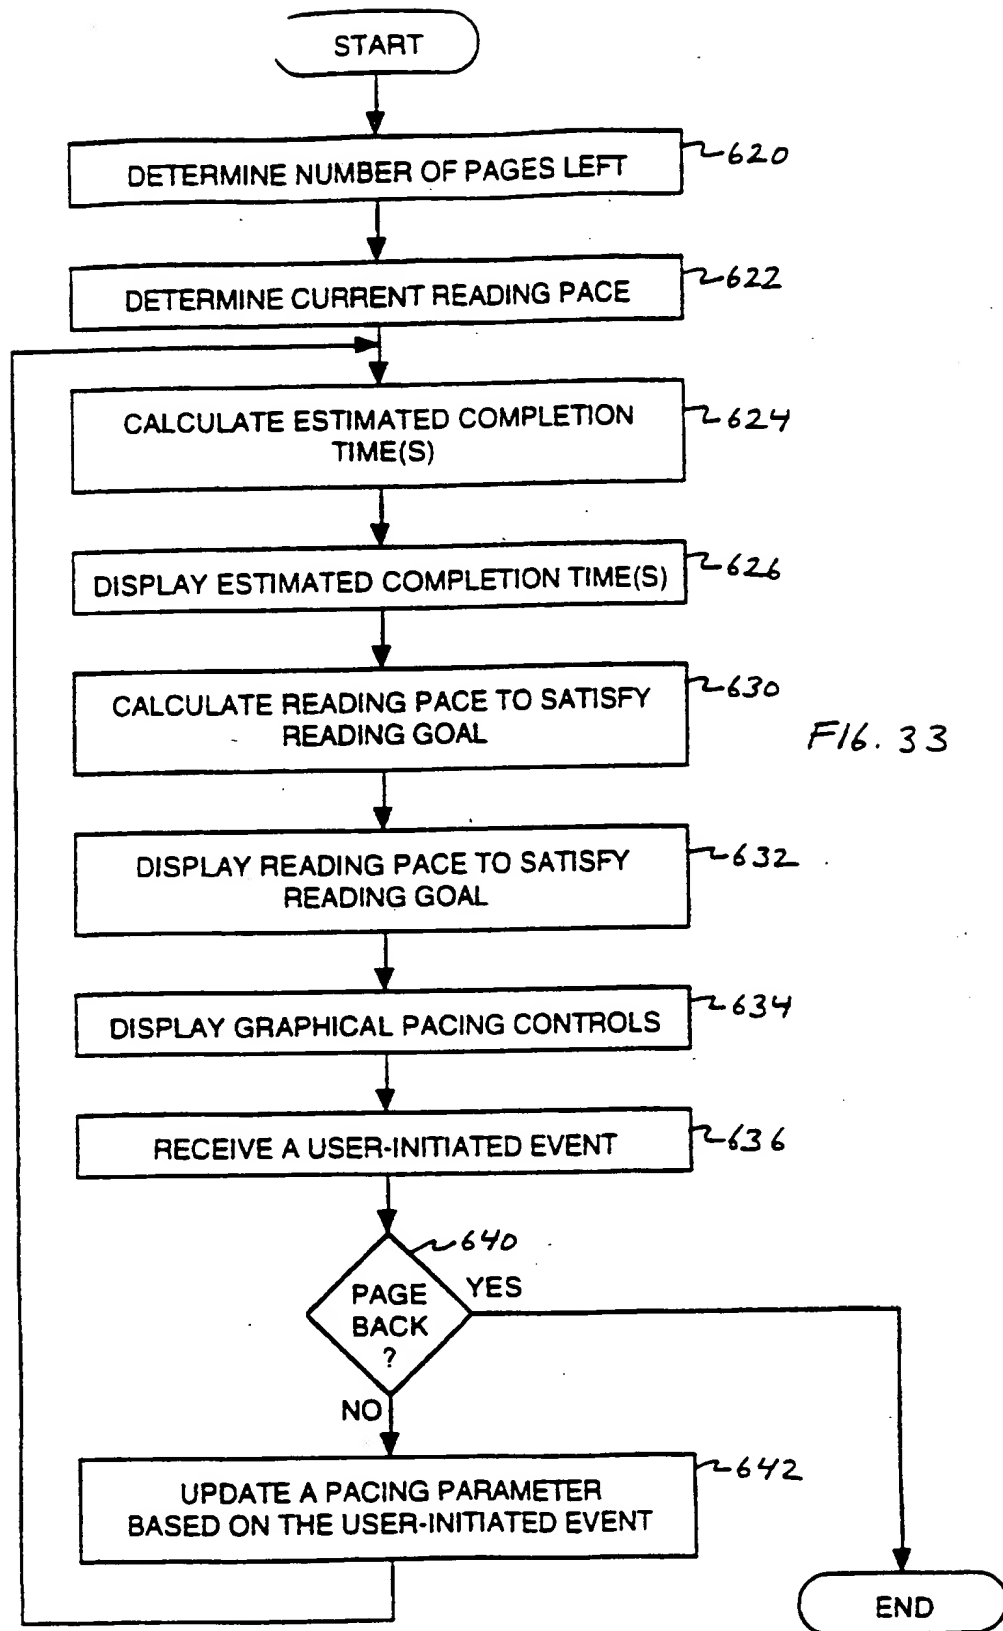 START
DETERMINE NUMBER OF PAGES LEFT
620
DETERMINE CURRENT READING PACE
622
CALCULATE ESTIMATED COMPLETION
TIME(S)
624
DISPLAY ESTIMATED COMPLETION TIME(S)
626
CALCULATE READING PACE TO SATISFY
READING GOAL
630
FIG. 33
DISPLAY READING PACE TO SATISFY
READING GOAL
632
DISPLAY GRAPHICAL PACING CONTROLS
634
RECEIVE A USER-INITIATED EVENT
636
640
PAGE
BACK
?
YES
NO
UPDATE A PACING PARAMETER
BASED ON THE USER-INITIATED EVENT
642
END